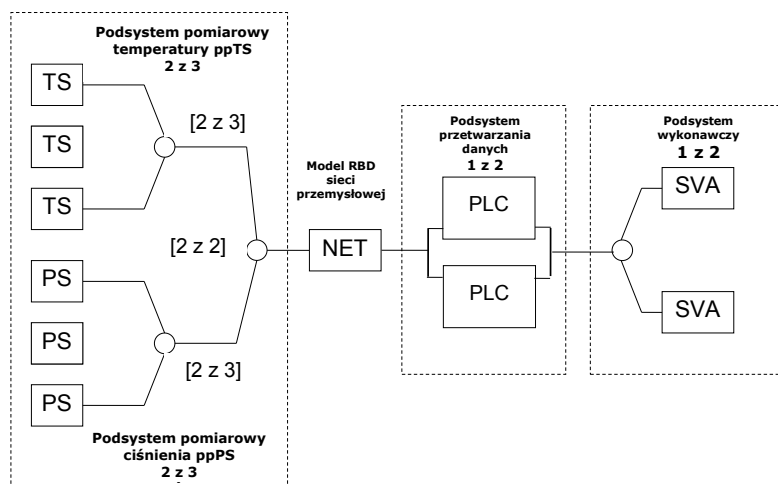 Podsystem pomiarowy
temperatury ppTS
2 z 3
TS
TS
TS
[2 z 3]
[2 z 2]
PS
PS
PS
[2 z 3]
Podsystem pomiarowy
ciśnienia ppPS
2 z 3
Model RBD
sieci
przemysłowej
NET
Podsystem
przetwarzania
danych
1 z 2
PLC
PLC
Podsystem
wykonawczy
1 z 2
SVA
SVA